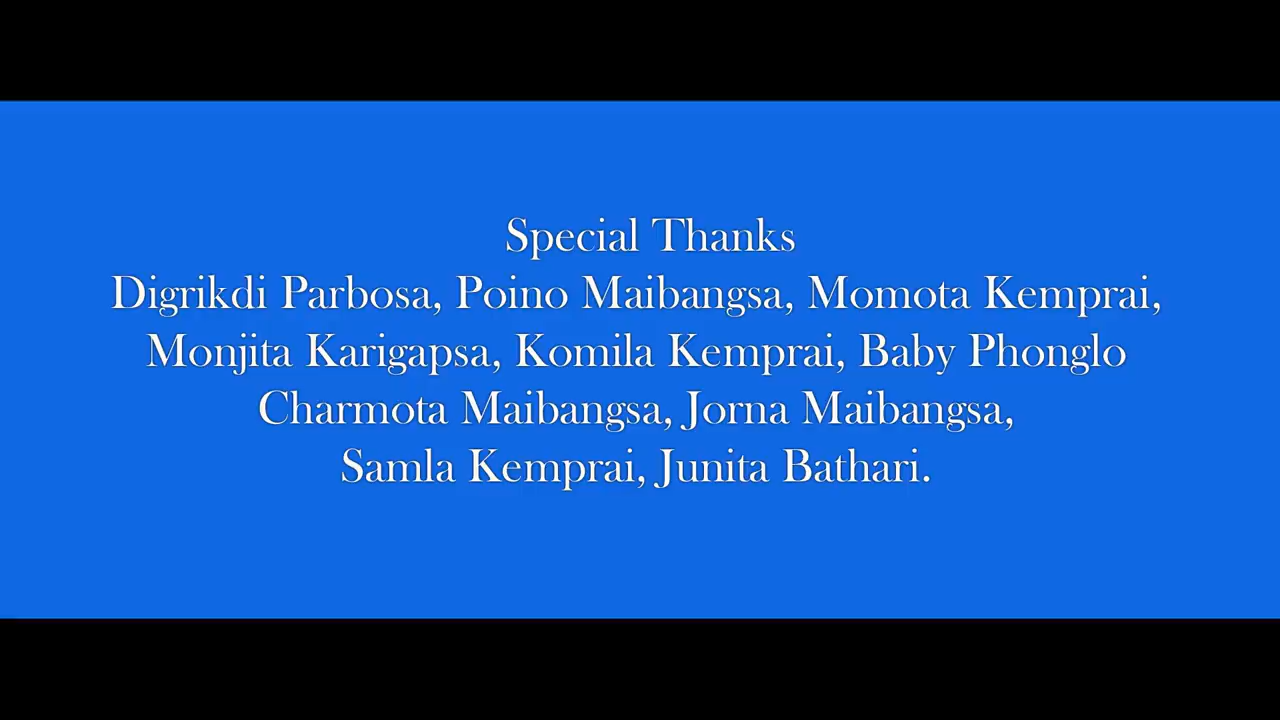 Special Thanks
Digrikdi Parbosa, Poino Maibangsa, Momota Kemprai,
Monjita Karigapsa, Komila Kemprai, Baby Phonglo
Charmota Maibangsa, Jorna Maibangsa,
Samla Kemprai, Junita Bathari.